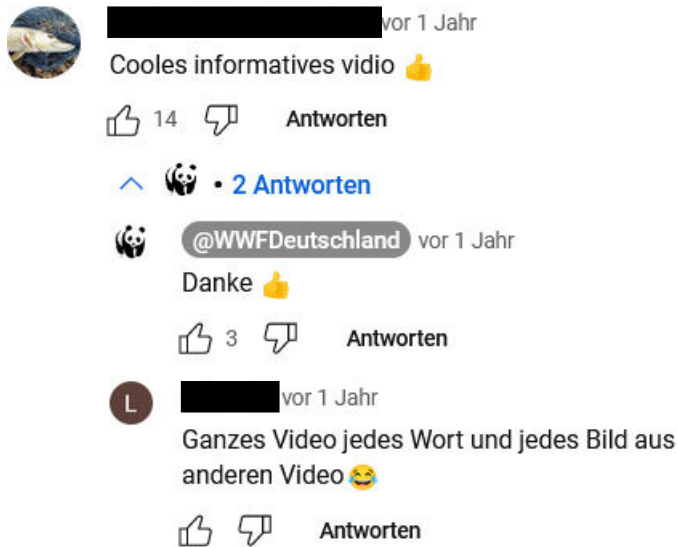 vor 1 Jahr
Cooles informatives vidio 👍
14 Antworten
• 2 Antworten
@WWFDeutschland vor 1 Jahr
Danke 👍
3 Antworten
L vor 1 Jahr
Ganzes Video jedes Wort und jedes Bild aus
anderen Video😂
Antworten